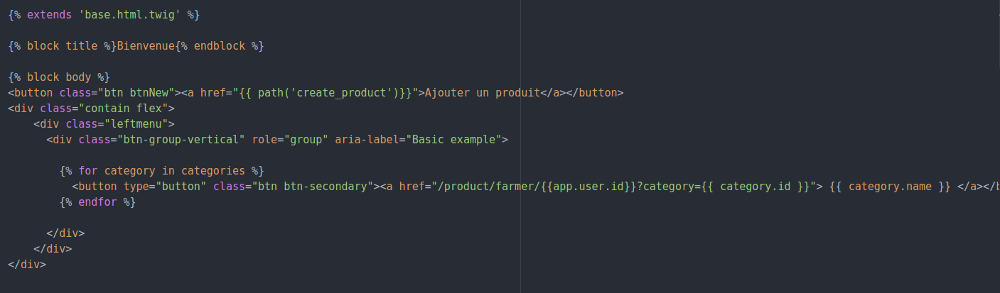 {% extends 'base.html.twig' %}
{% block title %}Bienvenue{% endblock %}
{% block body %}
<button class="btn btnNew"><a href="{{ path('create_product')}}">Ajouter un produit</a></button>
<div class="contain flex">
<div class="leftmenu">
<div class="btn-group-vertical" role="group" aria-label="Basic example">
{% for category in categories %}
<button type="button" class="btn btn-secondary"><a href="/product/farmer/{{app.user.id}}?category={{ category.id }}"> {{ category.name }} </a></b
{% endfor %}
</div>
</div>
</div>